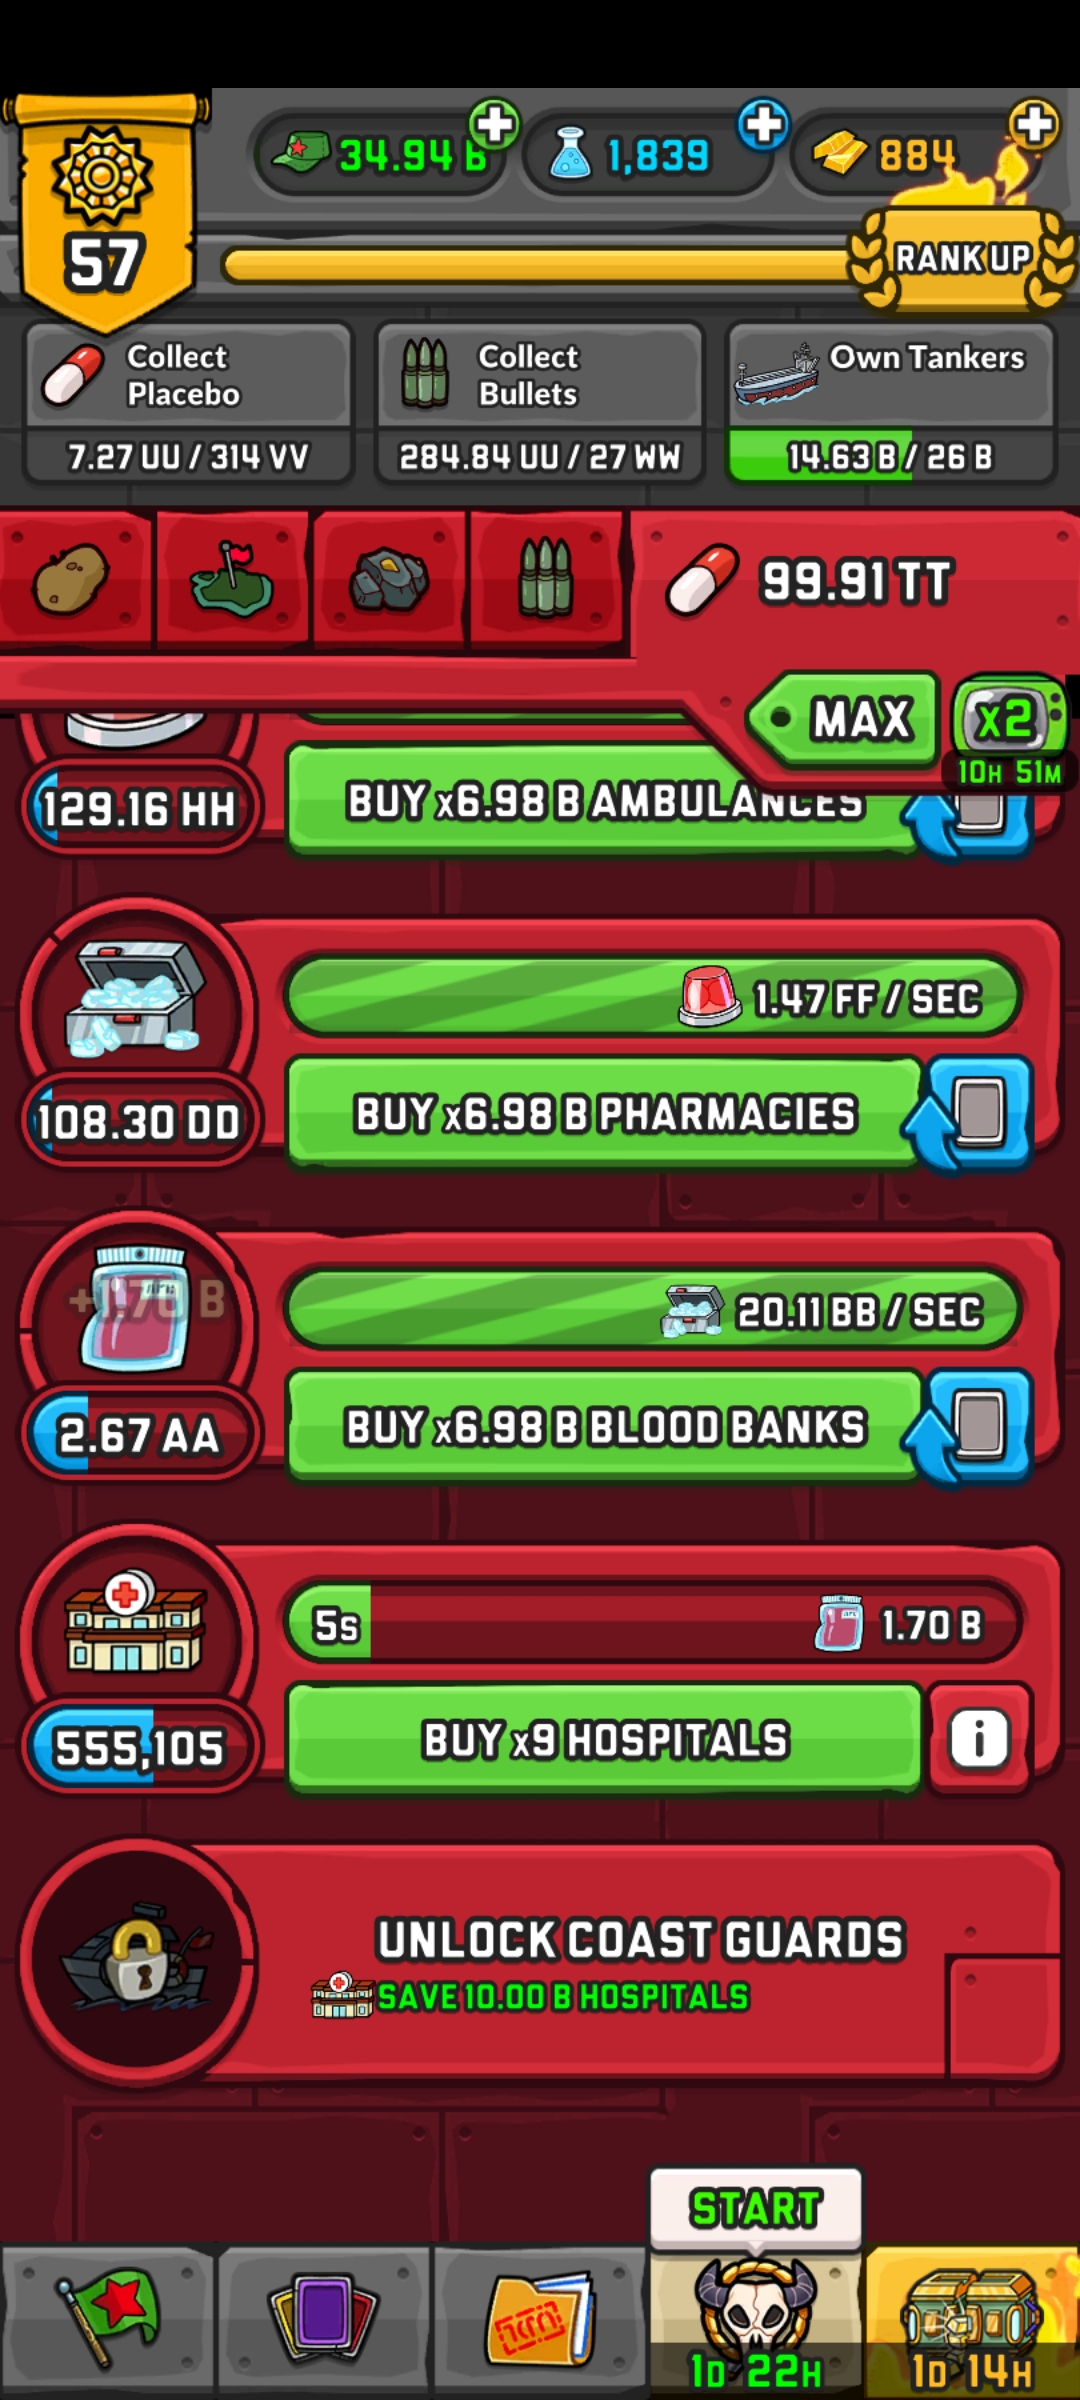 34.94 B
1,839
884
57
RANK UP
Collect
Placebo
7.27 UU / 314 VV
Collect
Bullets
284.84 UU / 27 WW
Own Tankers
14.63 B / 26 B
99.91 TT
MAX
x2
10H 51M
129.16 HH
BUY x6.98 B AMBULANCES
1.47 FF / SEC
108.30 DD
BUY x6.98 B PHARMACIES
+1.70 B
20.11 BB / SEC
2.67 AA
BUY x6.98 B BLOOD BANKS
5s
1.70 B
555,105
BUY x9 HOSPITALS
i
UNLOCK COAST GUARDS
SAVE 10.00 B HOSPITALS
START
1D 22H
1D 14H